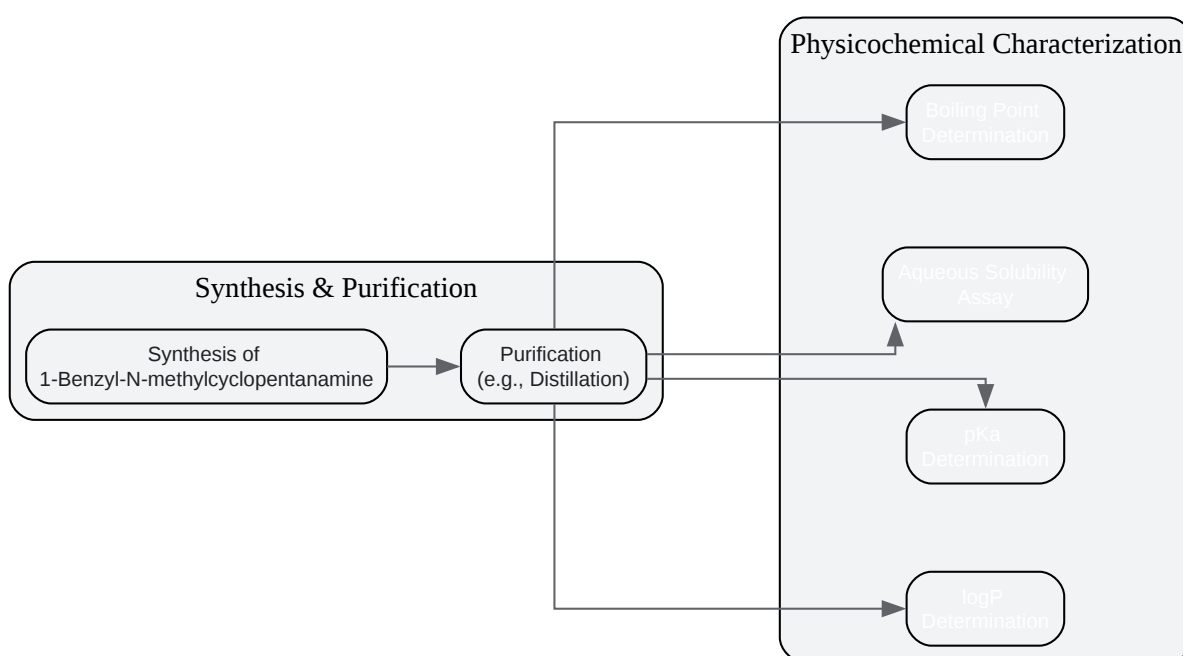 Physicochemical Characterization
Boiling Point
Determination
Aqueous Solubility
Assay
Synthesis & Purification
Synthesis of
1-Benzyl-N-methylcyclopentanamine
Purification
(e.g., Distillation)
pKa
Determination
logP
Determination